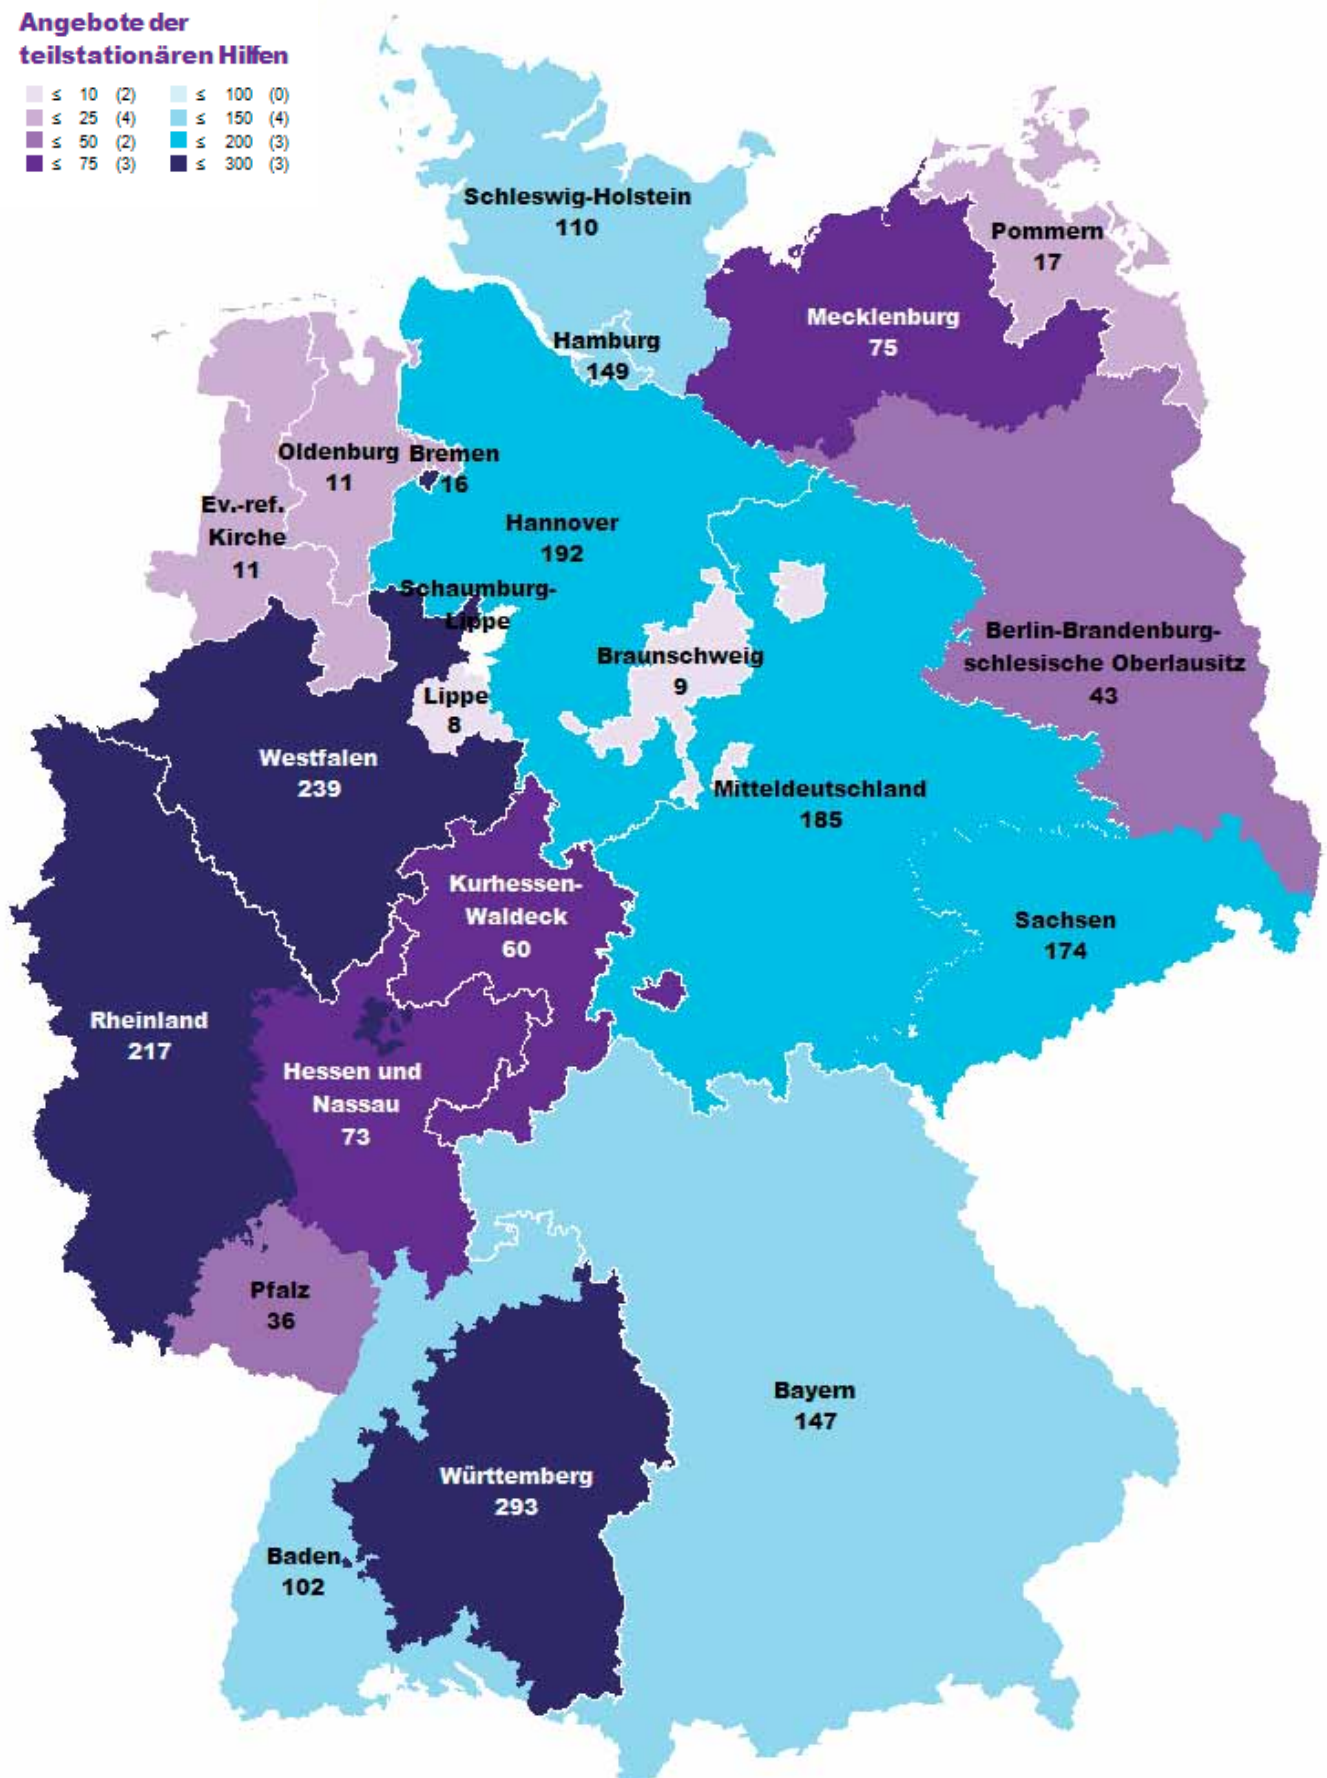 Angebote der
teilstationären Hilfen
≤ 10 (2) ≤ 100 (0)
≤ 25 (4) ≤ 150 (4)
≤ 50 (2) ≤ 200 (3)
≤ 75 (3) ≤ 300 (3)
Schleswig-Holstein
110
Pommern
17
Mecklenburg
75
Hamburg
149
Oldenburg
11
Bremen
16
Ev.-ref.
Kirche
11
Hannover
192
Schaumburg-
Lippe
Berlin-Brandenburg-
schlesische Oberlausitz
43
Braunschweig
9
Lippe
8
Westfalen
239
Mitteldeutschland
185
Kurhessen-
Waldeck
60
Sachsen
174
Rheinland
217
Hessen und
Nassau
73
Pfalz
36
Bayern
147
Württemberg
293
Baden
102